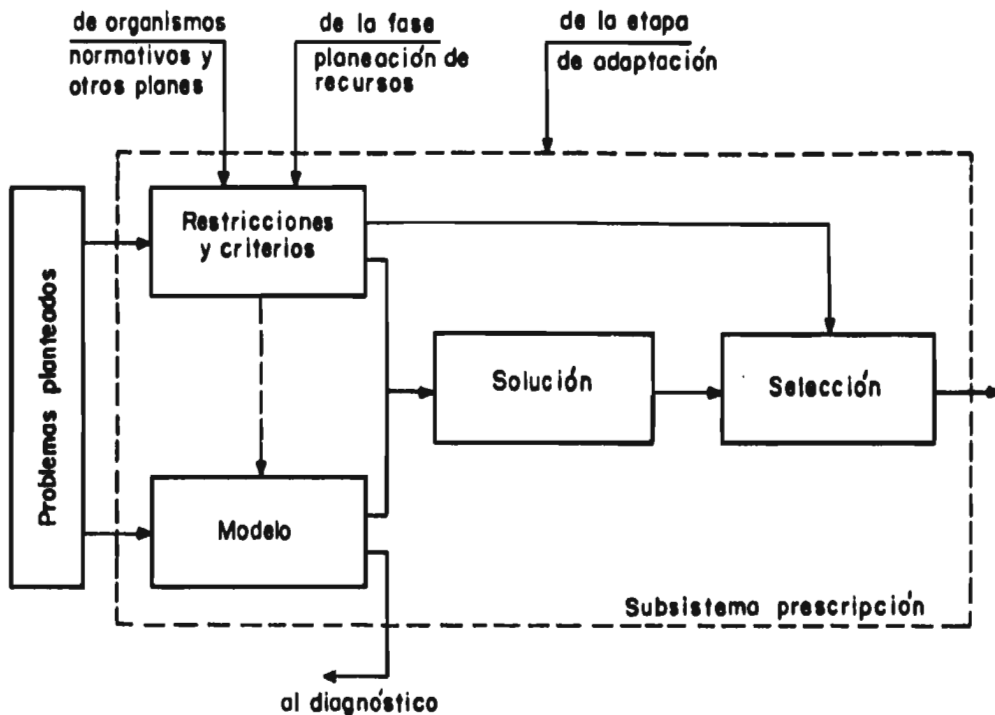 de organismos
normativos y
otros planes
de la fase
planeación de
recursos
de la etapa
de adaptación
Problemas planteados
Restricciones
y criterios
Solución
Selección
Modelo
Subsistema prescripción
al diagnóstico